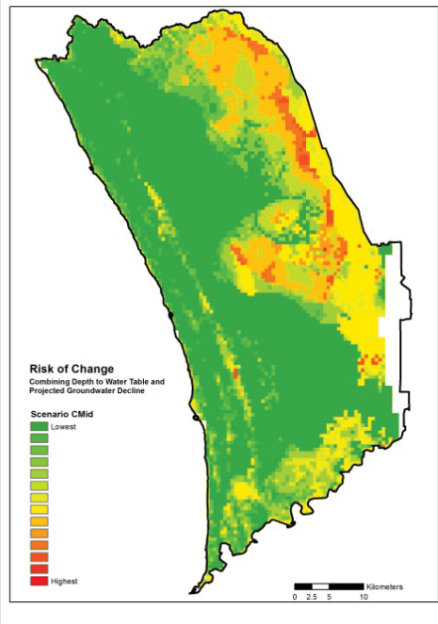 Risk of Change
Combining Depth to Water Table and
Projected Groundwater Decline
Scenario CMid
Lowest
Highest
Kilometers
0 2.5 5 10